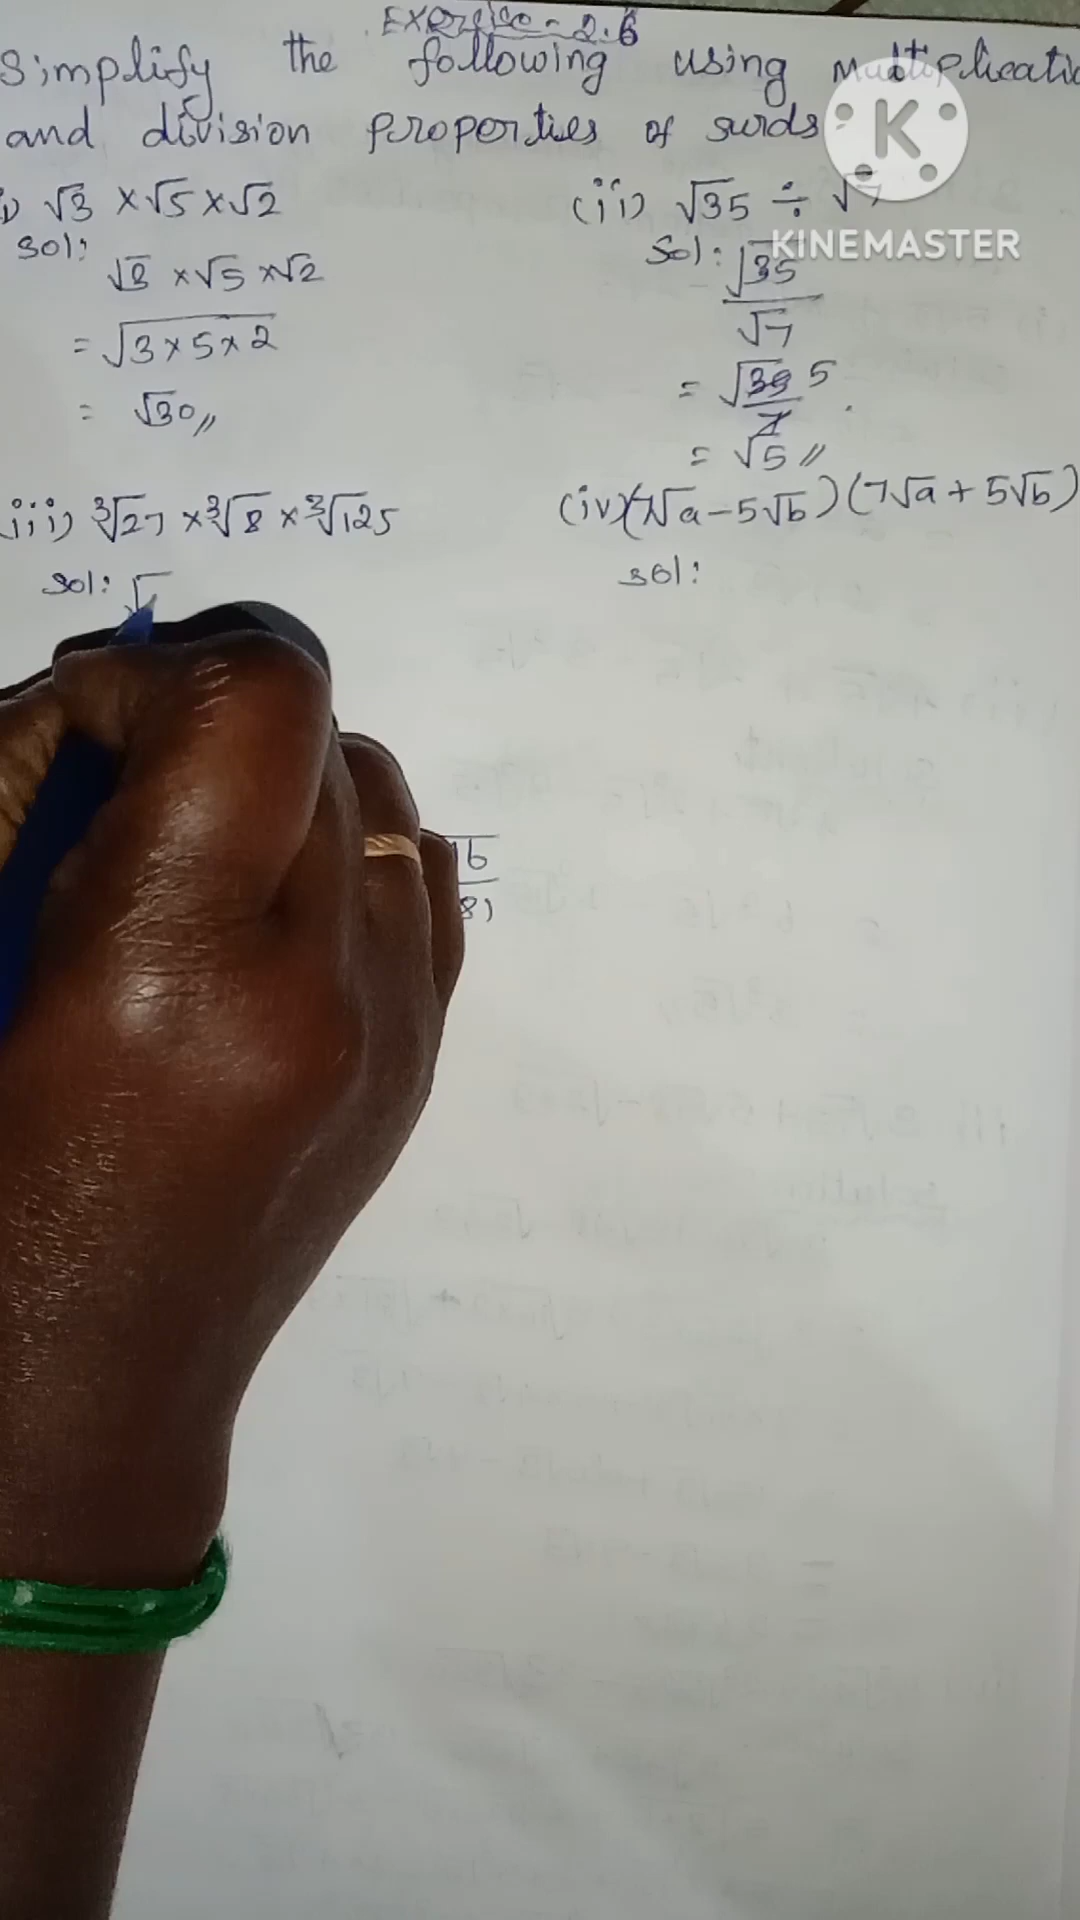 Exercise - 2.6
Simplify the following using Multiplicatio
and division properties of surds
K
KINEMASTER
i) √3 × √5 × √2
Sol:
√3 × √5 × √2
= √3 × 5 × 2
= √30 //
(ii) √35 ÷ √7
Sol: √35
√7
= √35 5
7
= √5 //
iii) ∛27 × ∛8 × ∛125
Sol: √
(iv) (7√a - 5√b) (7√a + 5√b)
Sol:
16
81